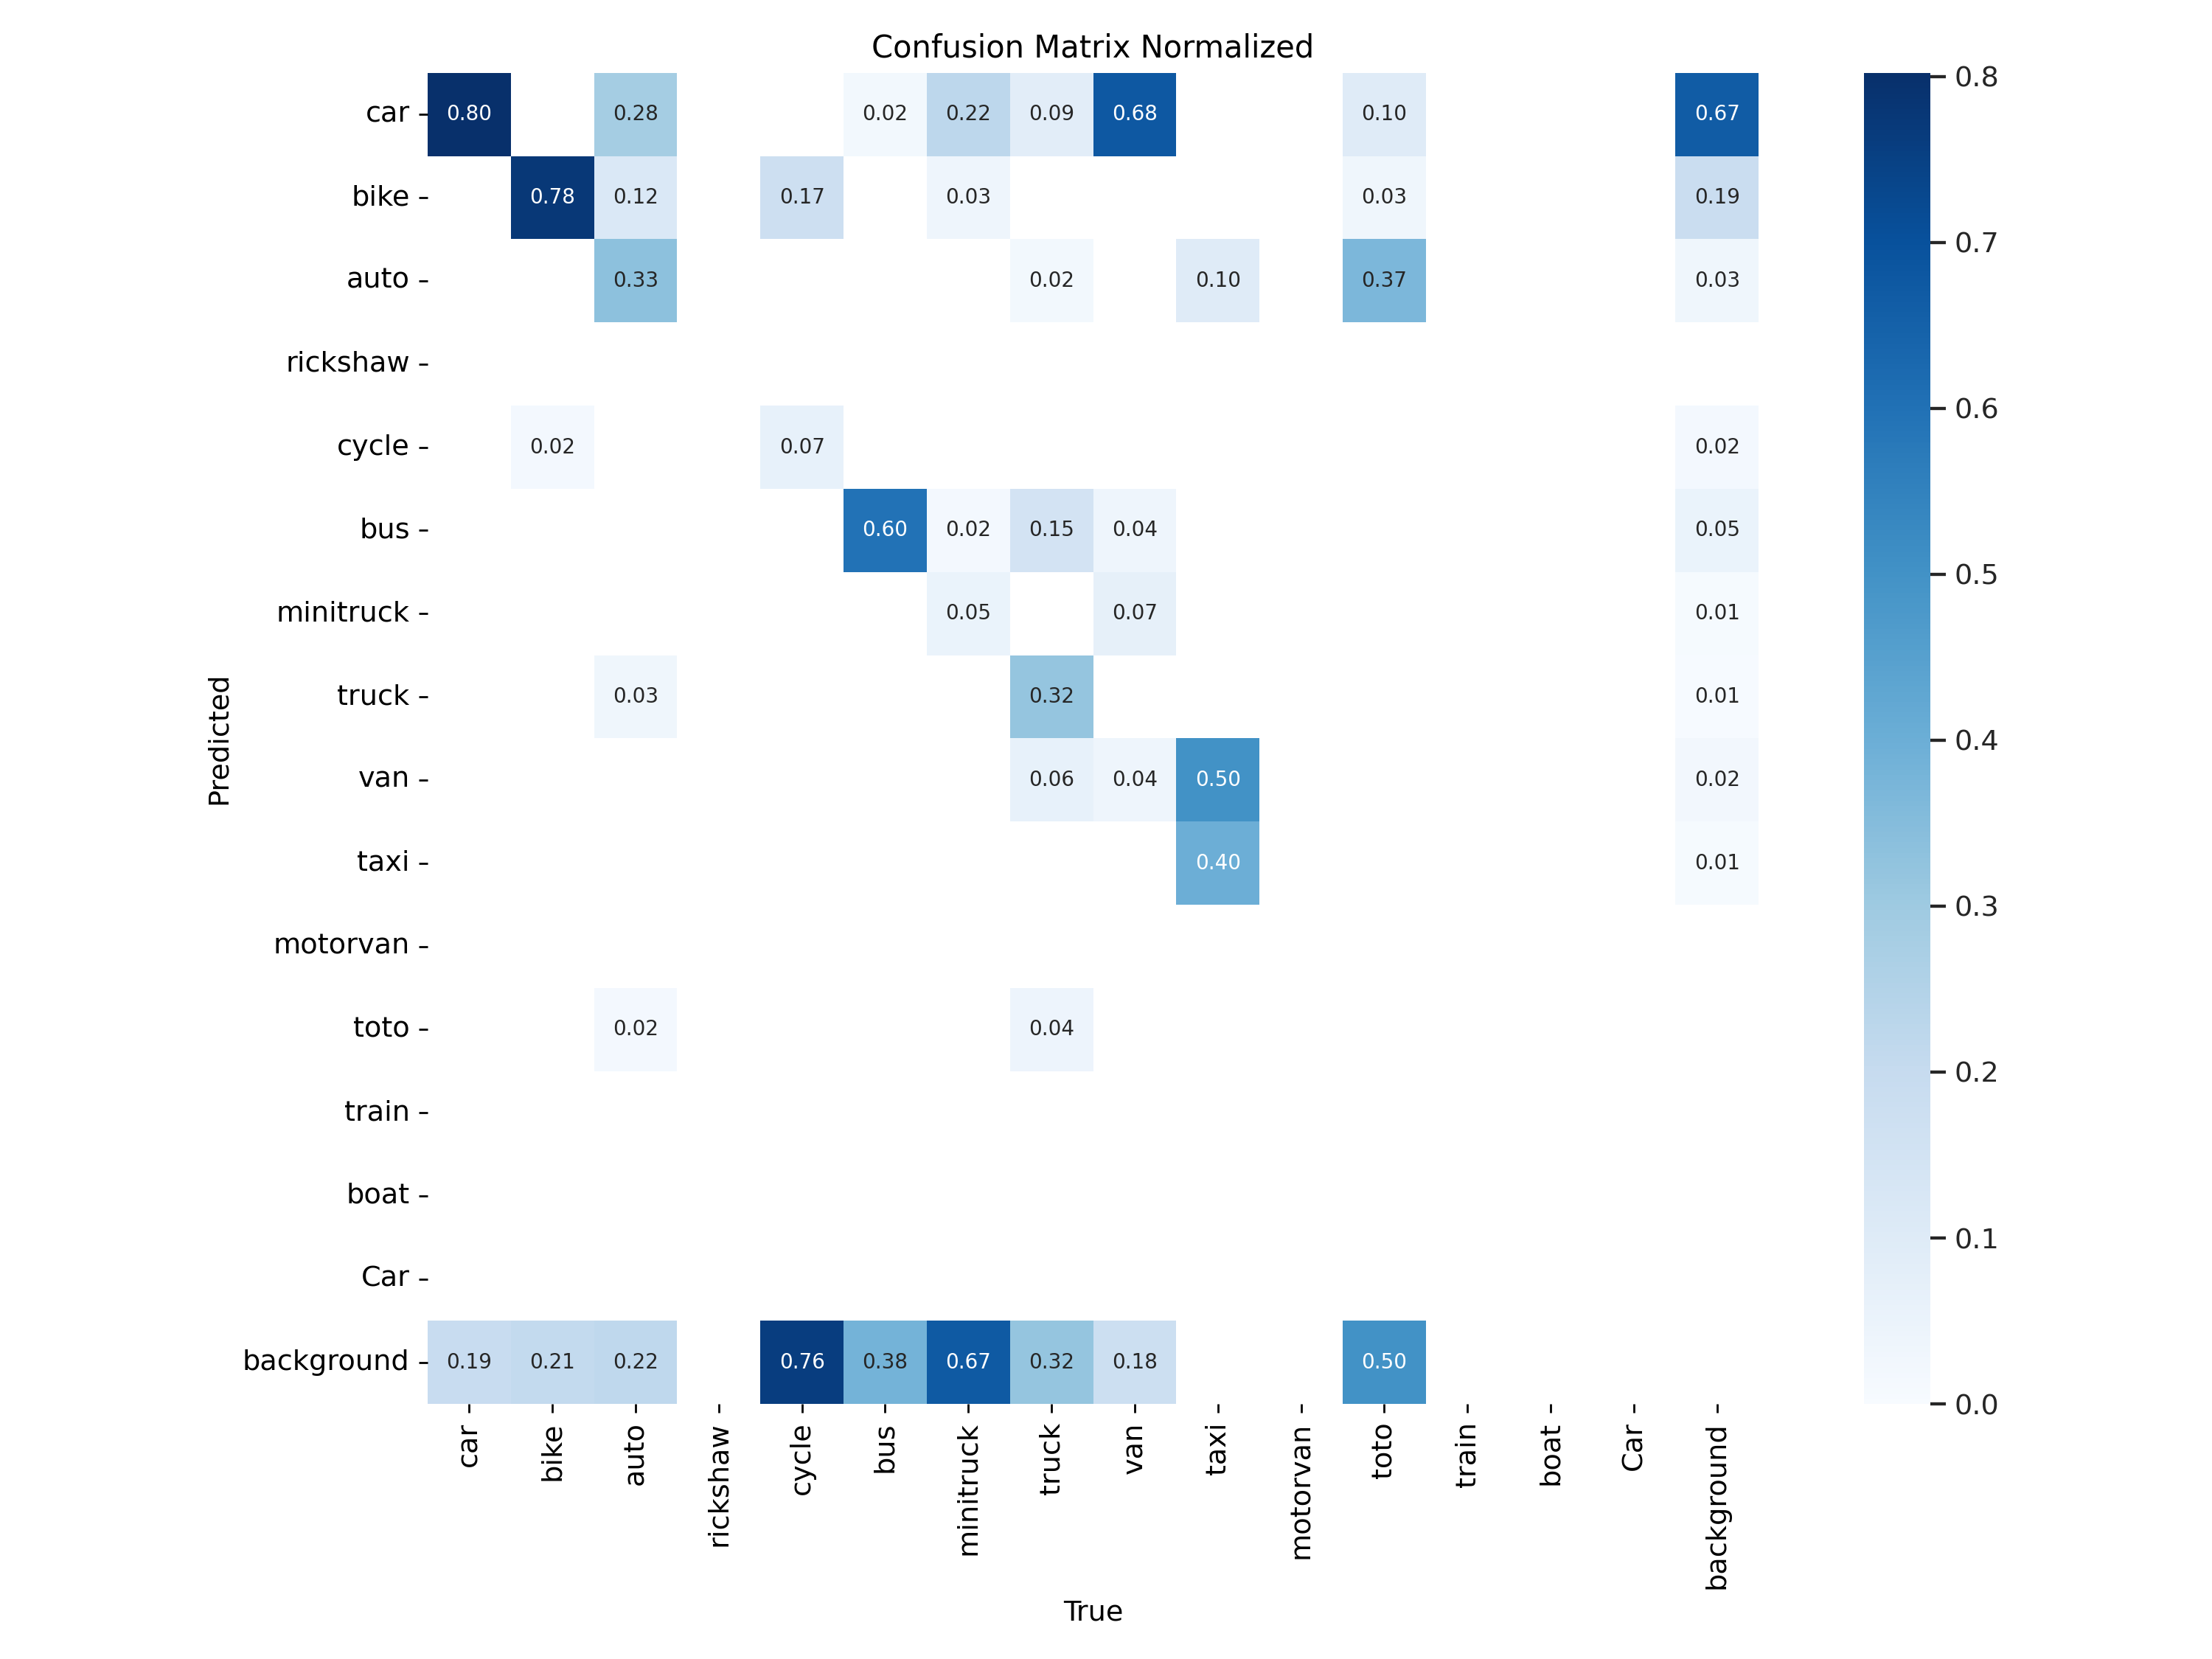 Confusion Matrix Normalized
car 0.80 0.28 0.02 0.22 0.09 0.68 0.10 0.67
bike 0.78 0.12 0.17 0.03 0.03 0.19
auto 0.33 0.02 0.10 0.37 0.03
rickshaw
cycle 0.02 0.07 0.02
bus 0.60 0.02 0.15 0.04 0.05
minitruck 0.05 0.07 0.01
truck 0.03 0.32 0.01
van 0.06 0.04 0.50 0.02
taxi 0.40 0.01
motorvan
toto 0.02 0.04
train
boat
Car
background 0.19 0.21 0.22 0.76 0.38 0.67 0.32 0.18 0.50
car bike auto rickshaw cycle bus minitruck truck van taxi motorvan toto train boat Car background
True
Predicted
0.8
0.7
0.6
0.5
0.4
0.3
0.2
0.1
0.0